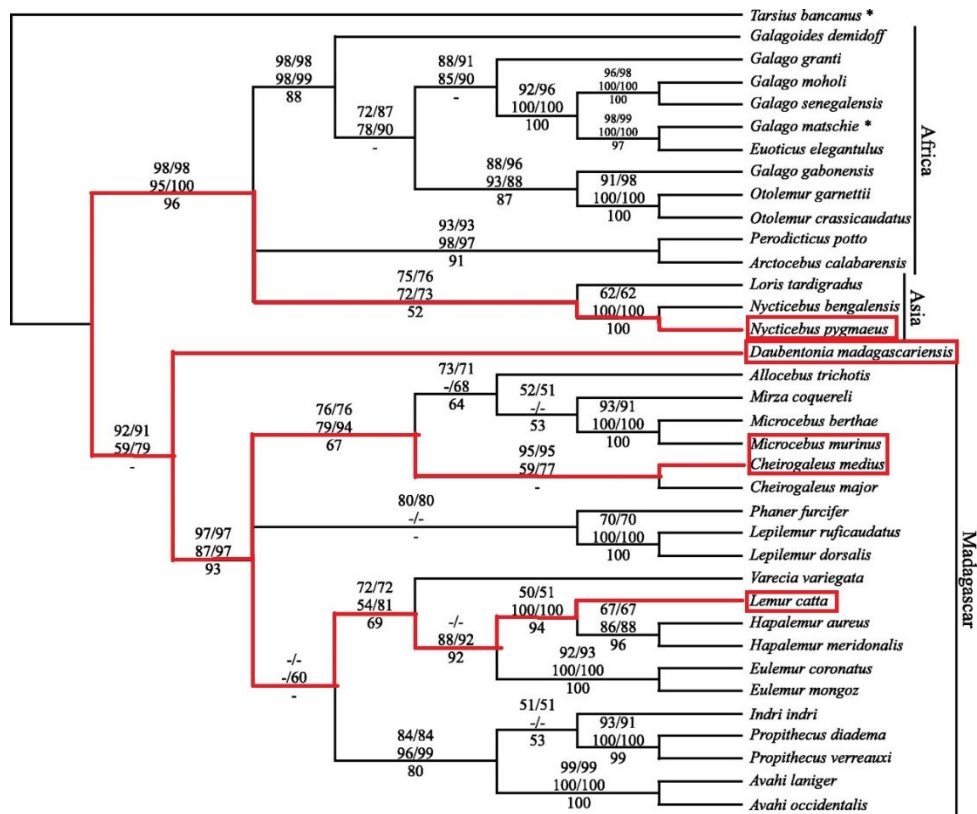 Tarsius bancanus *
Galagoides demidoff
98/98
98/99
88
88/91
85/90
-
Galago granti
92/96
100/100
100
96/98
100/100
100
Galago moholi
Galago senegalensis
72/87
78/90
-
98/99
100/100
97
Galago matschie *
Euoticus elegantulus
Africa
98/98
95/100
96
88/96
93/88
87
Galago gabonensis
91/98
100/100
100
Otolemur garnettii
Otolemur crassicaudatus
93/93
98/97
91
Perodicticus potto
Arctocebus calabarensis
75/76
72/73
52
Loris tardigradus
62/62
100/100
100
Nycticebus bengalensis
Nycticebus pygmaeus
Asia
Daubentonia madagascariensis
92/91
59/79
-
73/71
-/68
64
Allocebus trichotis
52/51
-/-
53
Mirza coquereli
76/76
79/94
67
93/91
100/100
100
Microcebus berthae
Microcebus murinus
95/95
59/77
-
Cheirogaleus medius
Cheirogaleus major
97/97
87/97
93
80/80
-/-
-
Phaner furcifer
70/70
100/100
100
Lepilemur ruficaudatus
Lepilemur dorsalis
Madagascar
72/72
54/81
69
Varecia variegata
50/51
100/100
94
Lemur catta
-/-
88/92
92
67/67
86/88
96
Hapalemur aureus
Hapalemur meridonalis
-/-
-/60
-
92/93
100/100
100
Eulemur coronatus
Eulemur mongoz
84/84
96/99
80
51/51
-/-
53
Indri indri
93/91
100/100
99
Propithecus diadema
Propithecus verreauxi
99/99
100/100
100
Avahi laniger
Avahi occidentalis